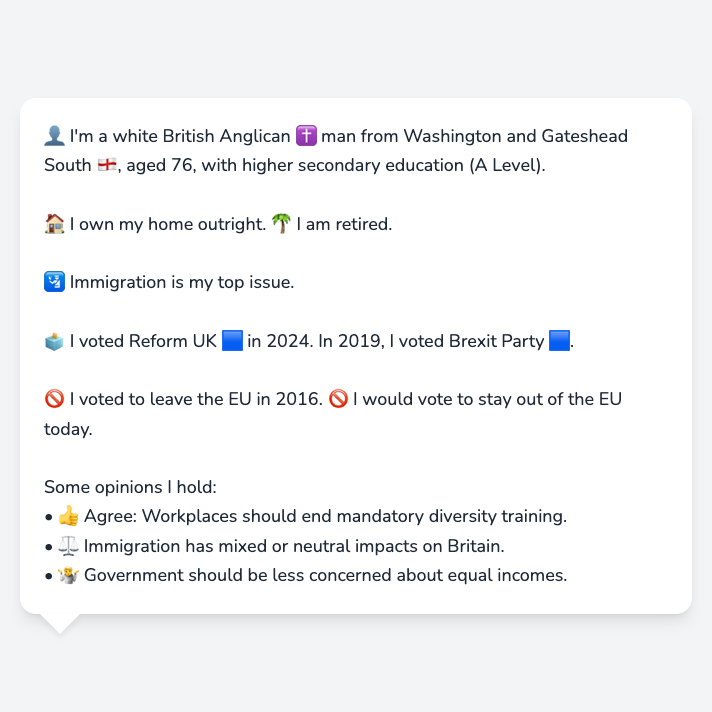 👤 I'm a white British Anglican ✝️ man from Washington and Gateshead
South 🏴󠁧󠁢󠁥󠁮󠁧󠁿, aged 76, with higher secondary education (A Level).
🏠 I own my home outright. 🌴 I am retired.
🛂 Immigration is my top issue.
🗳️ I voted Reform UK 🟦 in 2024. In 2019, I voted Brexit Party 🟦.
🚫 I voted to leave the EU in 2016. 🚫 I would vote to stay out of the EU
today.
Some opinions I hold:
• 👍 Agree: Workplaces should end mandatory diversity training.
• ⚖️ Immigration has mixed or neutral impacts on Britain.
• 🤷 Government should be less concerned about equal incomes.